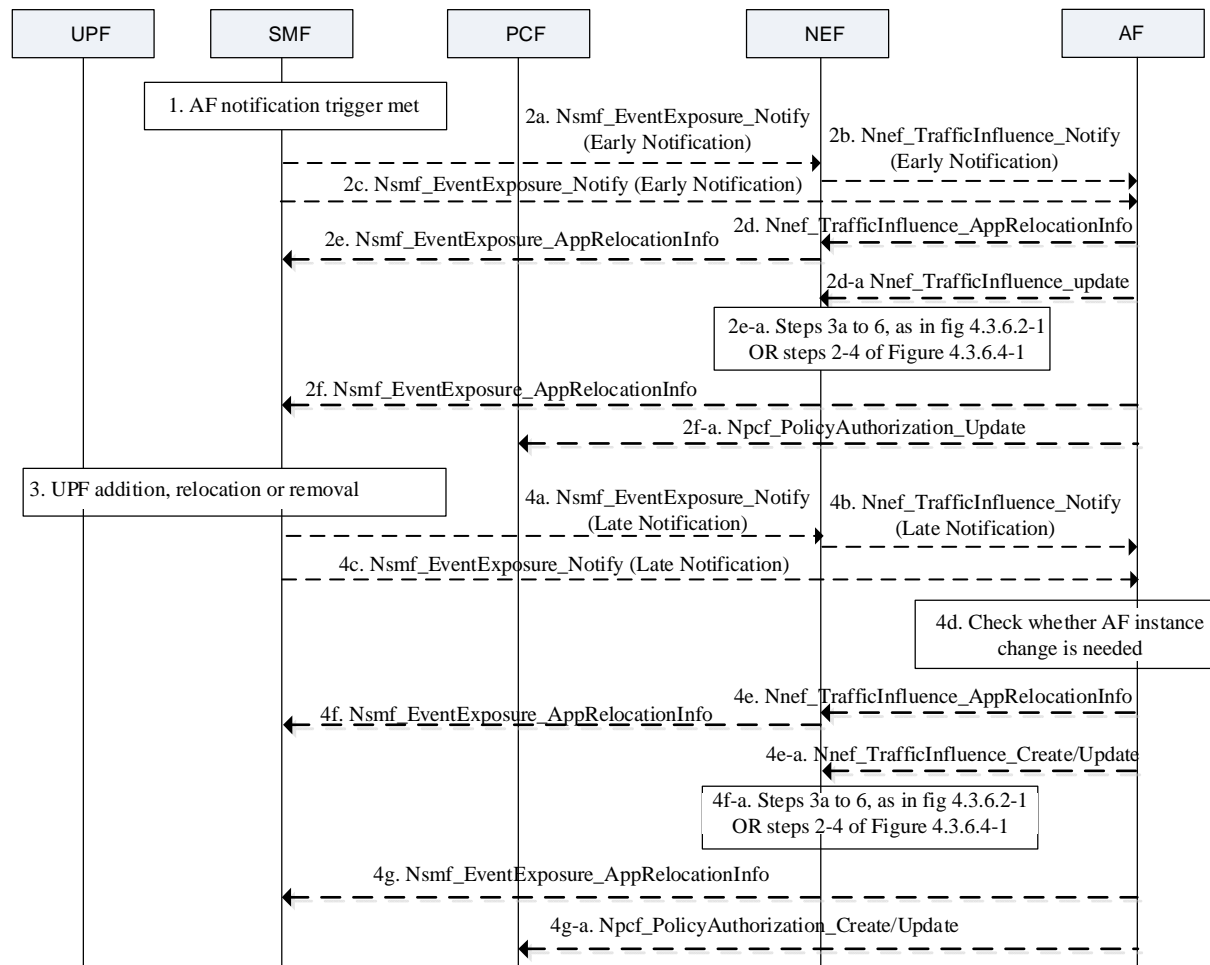 UPF
SMF
PCF
NEF
AF
1. AF notification trigger met
2a. Nsmf_EventExposure_Notify
(Early Notification)
2b. Nnef_TrafficInfluence_Notify
(Early Notification)
2c. Nsmf_EventExposure_Notify (Early Notification)
2d. Nnef_TrafficInfluence_AppRelocationInfo
2e. Nsmf_EventExposure_AppRelocationInfo
2d-a Nnef_TrafficInfluence_update
2e-a. Steps 3a to 6, as in fig 4.3.6.2-1
OR steps 2-4 of Figure 4.3.6.4-1
2f. Nsmf_EventExposure_AppRelocationInfo
2f-a. Npcf_PolicyAuthorization_Update
3. UPF addition, relocation or removal
4a. Nsmf_EventExposure_Notify
(Late Notification)
4b. Nnef_TrafficInfluence_Notify
(Late Notification)
4c. Nsmf_EventExposure_Notify (Late Notification)
4d. Check whether AF instance
change is needed
4e. Nnef_TrafficInfluence_AppRelocationInfo
4f. Nsmf_EventExposure_AppRelocationInfo
4e-a. Nnef_TrafficInfluence_Create/Update
4f-a. Steps 3a to 6, as in fig 4.3.6.2-1
OR steps 2-4 of Figure 4.3.6.4-1
4g. Nsmf_EventExposure_AppRelocationInfo
4g-a. Npcf_PolicyAuthorization_Create/Update